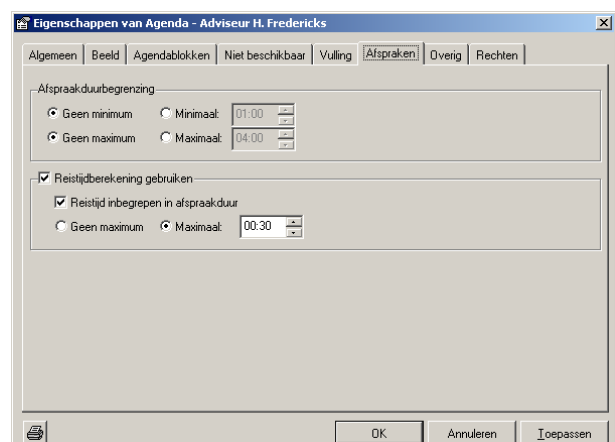 Eigenschappen van Agenda - Adviseur H. Fredericks
Algemeen Beeld Agendablokken Niet beschikbaar Vulling Afspraken Overig Rechten
Afspraakduurbegrenzing
Geen minimum Minimaal: 01:00
Geen maximum Maximaal: 04:00
Reistijdberekening gebruiken
Reistijd inbegrepen in afspraakduur
Geen maximum Maximaal: 00:30
OK Annuleren Toepassen